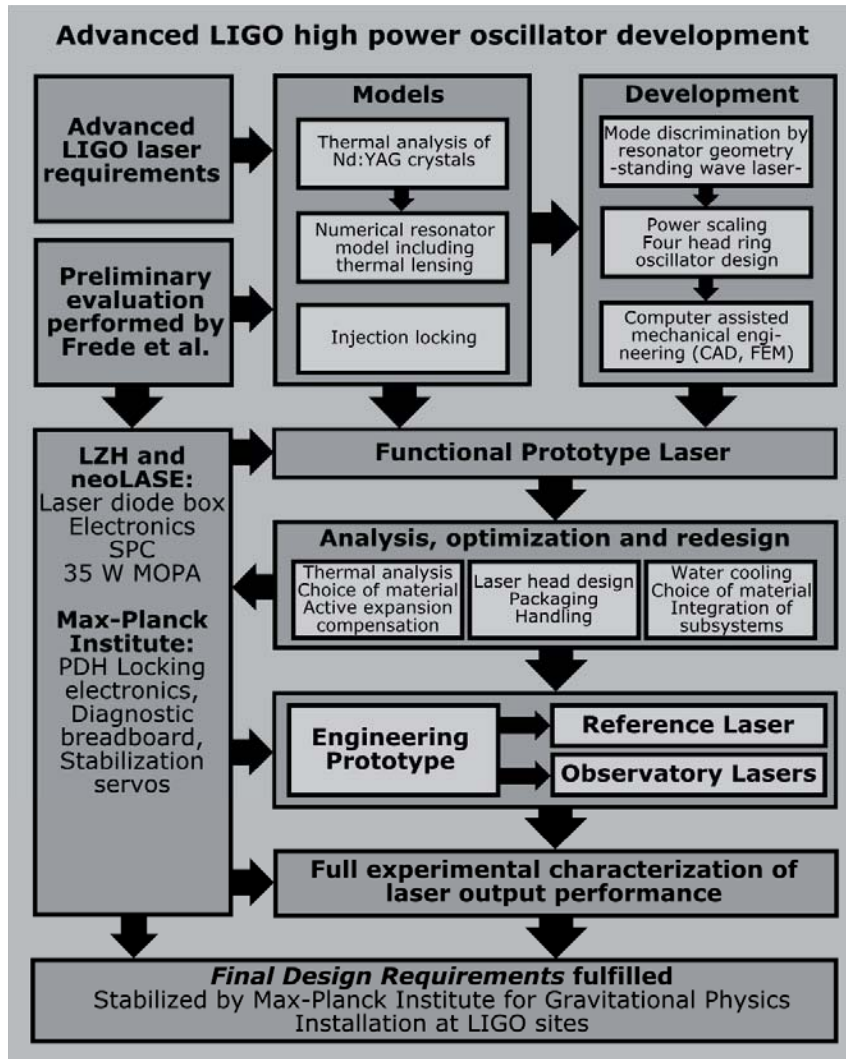 Advanced LIGO high power oscillator development
Advanced
LIGO laser
requirements
Models
Thermal analysis of
Nd:YAG crystals
Numerical resonator
model including
thermal lensing
Injection locking
Development
Mode discrimination by
resonator geometry
-standing wave laser-
Power scaling
Four head ring
oscillator design
Computer assisted
mechanical engi-
neering (CAD, FEM)
Preliminary
evaluation
performed by
Frede et al.
LZH and
neoLASE:
Laser diode box
Electronics
SPC
35 W MOPA
Max-Planck
Institute:
PDH Locking
electronics,
Diagnostic
breadboard,
Stabilization
servos
Functional Prototype Laser
Analysis, optimization and redesign
Thermal analysis
Choice of material
Active expansion
compensation
Laser head design
Packaging
Handling
Water cooling
Choice of material
Integration of
subsystems
Engineering
Prototype
Reference Laser
Observatory Lasers
Full experimental characterization of
laser output performance
Final Design Requirements fulfilled
Stabilized by Max-Planck Institute for Gravitational Physics
Installation at LIGO sites